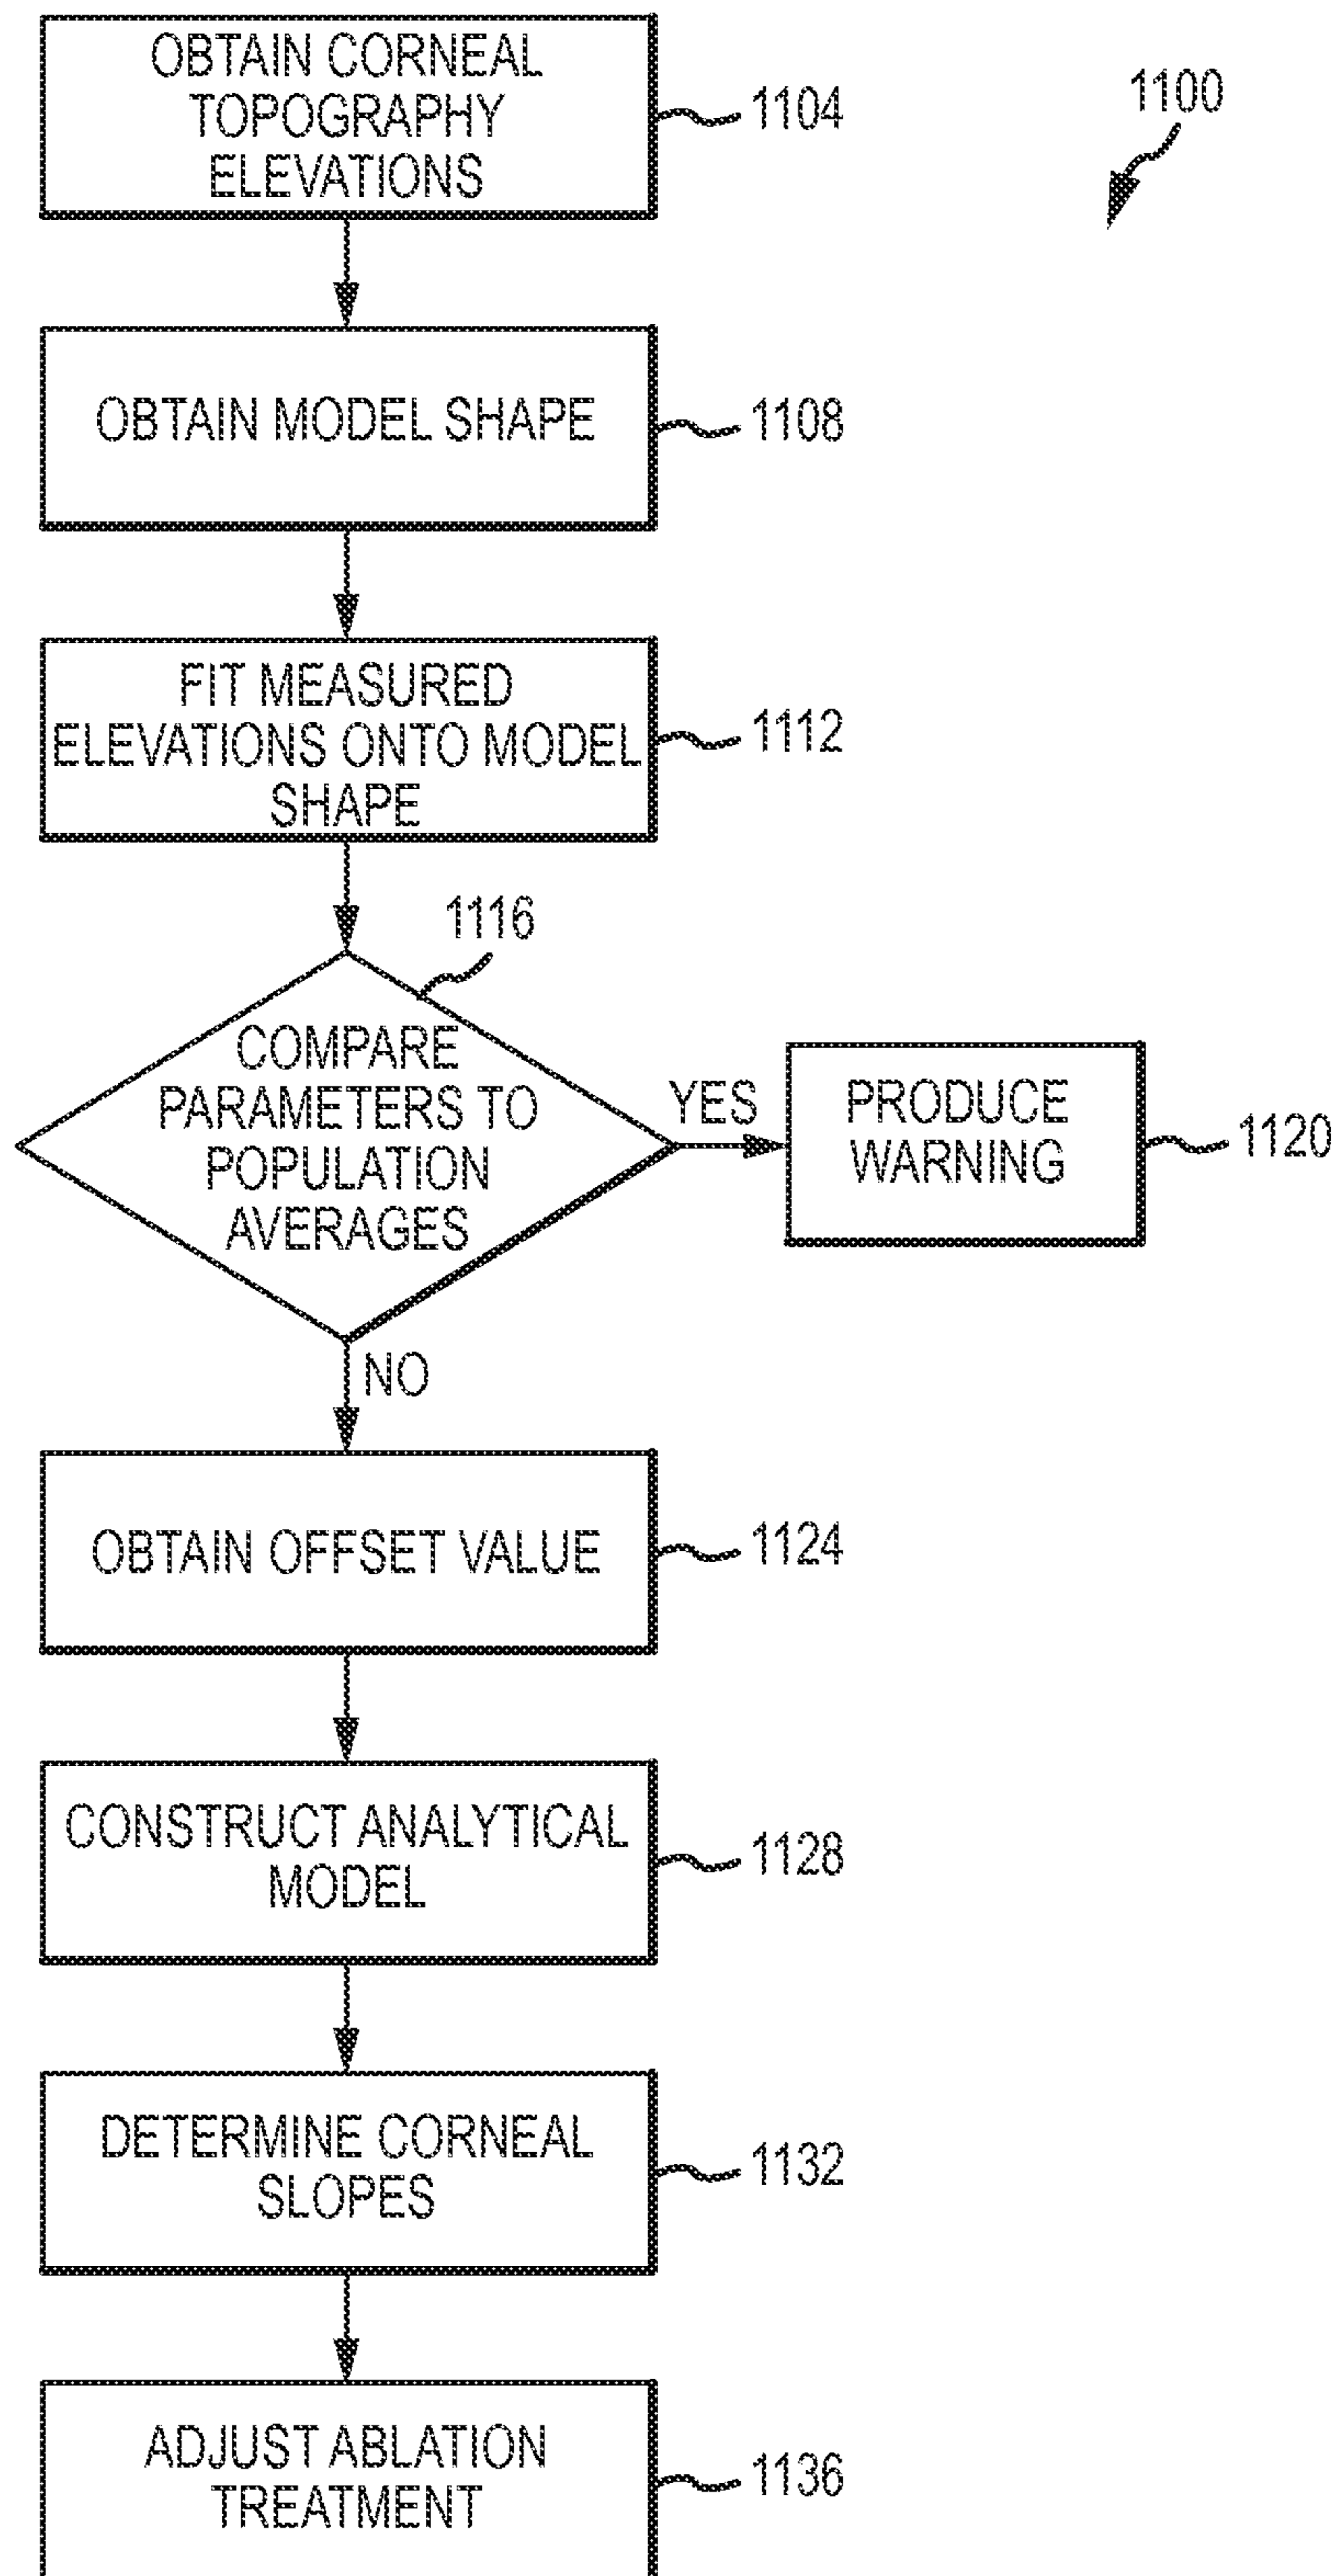 OBTAIN CORNEAL
TOPOGRAPHY
ELEVATIONS
1104
1100
OBTAIN MODEL SHAPE
1108
FIT MEASURED
ELEVATIONS ONTO MODEL
SHAPE
1112
1116
COMPARE
PARAMETERS TO
POPULATION
AVERAGES
YES
PRODUCE
WARNING
1120
NO
OBTAIN OFFSET VALUE
1124
CONSTRUCT ANALYTICAL
MODEL
1128
DETERMINE CORNEAL
SLOPES
1132
ADJUST ABLATION
TREATMENT
1136